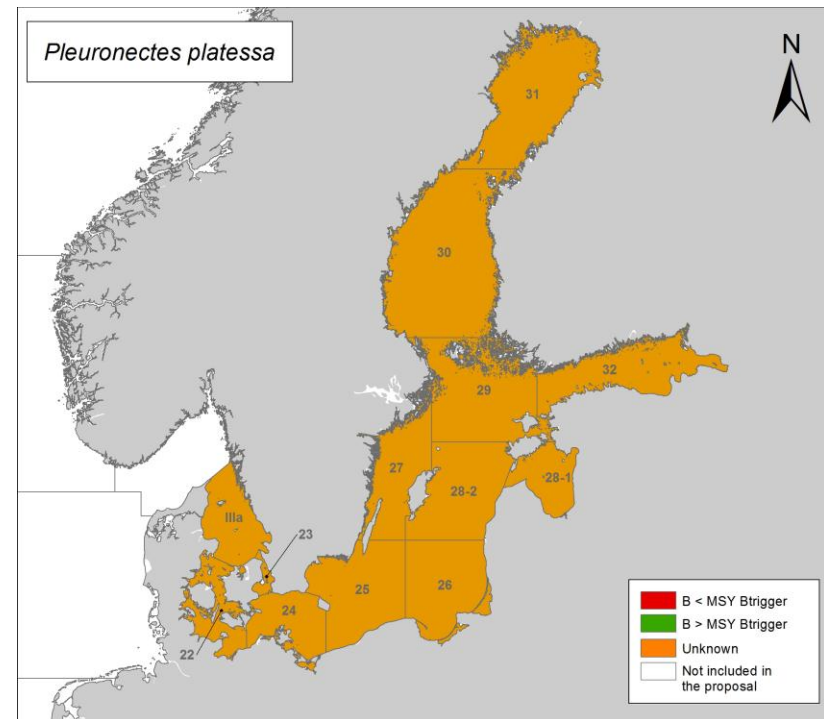 Pleuronectes platessa
N
31
30
32
29
27
28-2
28-1
IIIa
23
25
26
24
22
B < MSY Btrigger
B > MSY Btrigger
Unknown
Not included in
the proposal